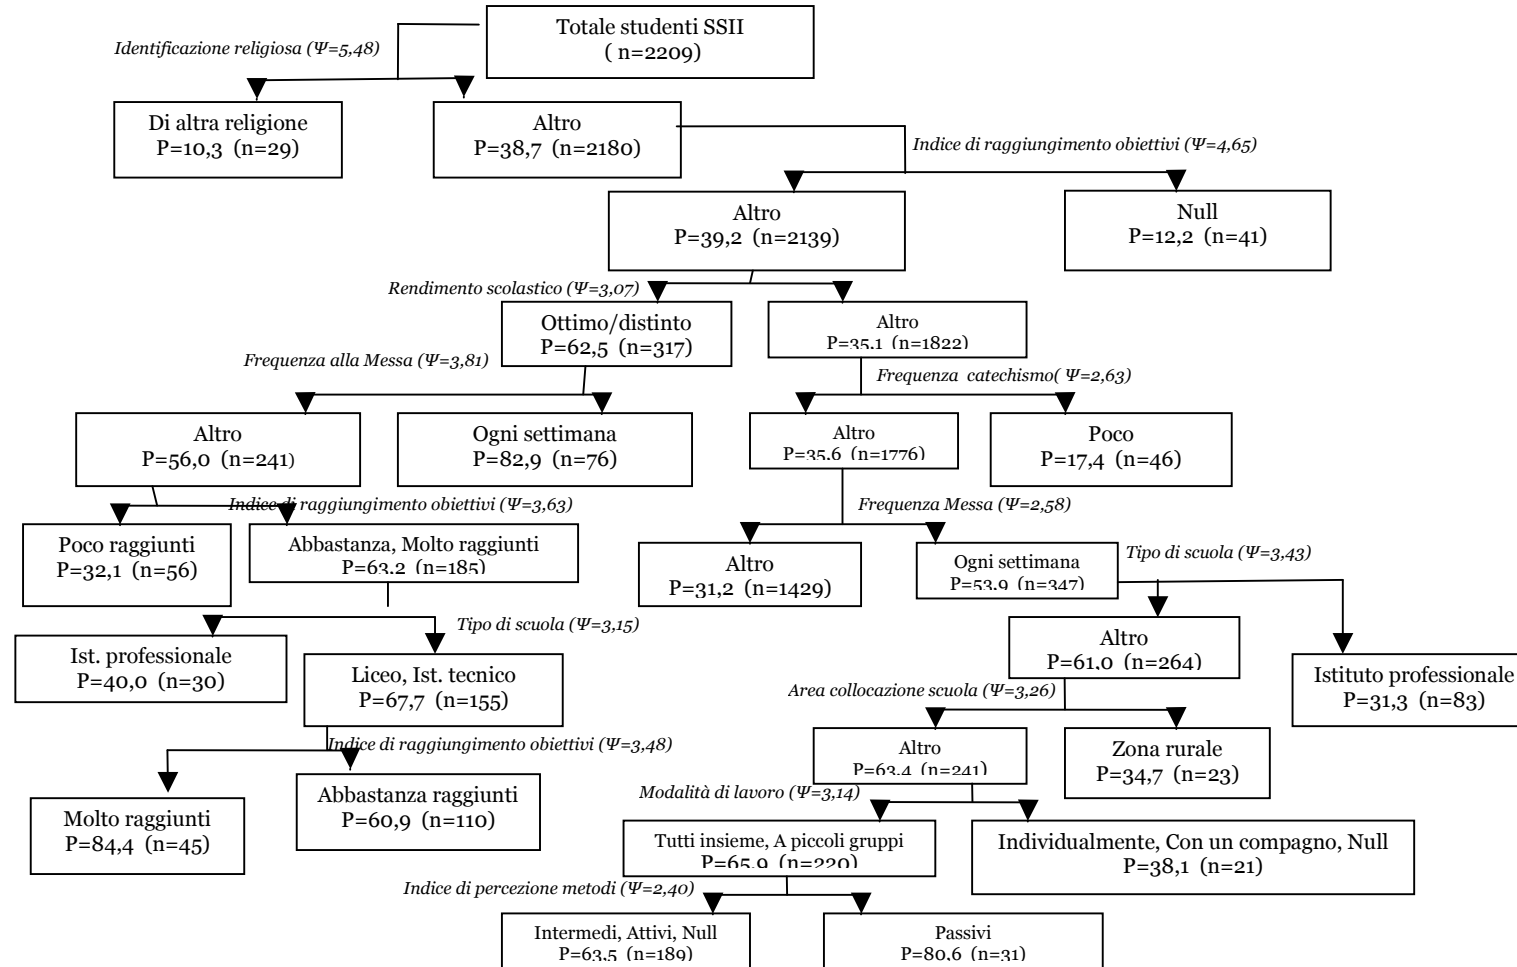 Totale studenti SSII
( n=2209)
Identificazione religiosa (Ψ=5,48)
Di altra religione
P=10,3 (n=29)
Altro
P=38,7 (n=2180)
Indice di raggiungimento obiettivi (Ψ=4,65)
Altro
P=39,2 (n=2139)
Null
P=12,2 (n=41)
Rendimento scolastico (Ψ=3,07)
Ottimo/distinto
P=62,5 (n=317)
Altro
P=35,1 (n=1822)
Frequenza alla Messa (Ψ=3,81)
Frequenza catechismo( Ψ=2,63)
Altro
P=56,0 (n=241)
Ogni settimana
P=82,9 (n=76)
Altro
P=35,6 (n=1776)
Poco
P=17,4 (n=46)
Indice di raggiungimento obiettivi (Ψ=3,63)
Frequenza Messa (Ψ=2,58)
Poco raggiunti
P=32,1 (n=56)
Abbastanza, Molto raggiunti
P=63,2 (n=185)
Altro
P=31,2 (n=1429)
Ogni settimana
P=53,9 (n=347)
Tipo di scuola (Ψ=3,43)
Tipo di scuola (Ψ=3,15)
Ist. professionale
P=40,0 (n=30)
Liceo, Ist. tecnico
P=67,7 (n=155)
Altro
P=61,0 (n=264)
Istituto professionale
P=31,3 (n=83)
Area collocazione scuola (Ψ=3,26)
Indice di raggiungimento obiettivi (Ψ=3,48)
Altro
P=63,4 (n=241)
Zona rurale
P=34,7 (n=23)
Molto raggiunti
P=84,4 (n=45)
Abbastanza raggiunti
P=60,9 (n=110)
Modalità di lavoro (Ψ=3,14)
Tutti insieme, A piccoli gruppi
P=65,9 (n=220)
Individualmente, Con un compagno, Null
P=38,1 (n=21)
Indice di percezione metodi (Ψ=2,40)
Intermedi, Attivi, Null
P=63,5 (n=189)
Passivi
P=80,6 (n=31)